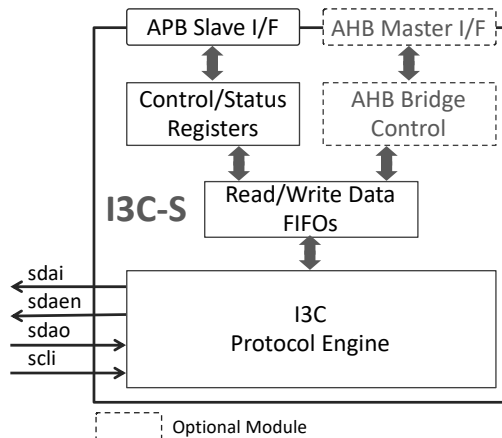 APB Slave I/F
AHB Master I/F
Control/Status
Registers
AHB Bridge
Control
I3C-S
Read/Write Data
FIFOs
sdai
sdaen
sdao
scli
I3C
Protocol Engine
Optional Module